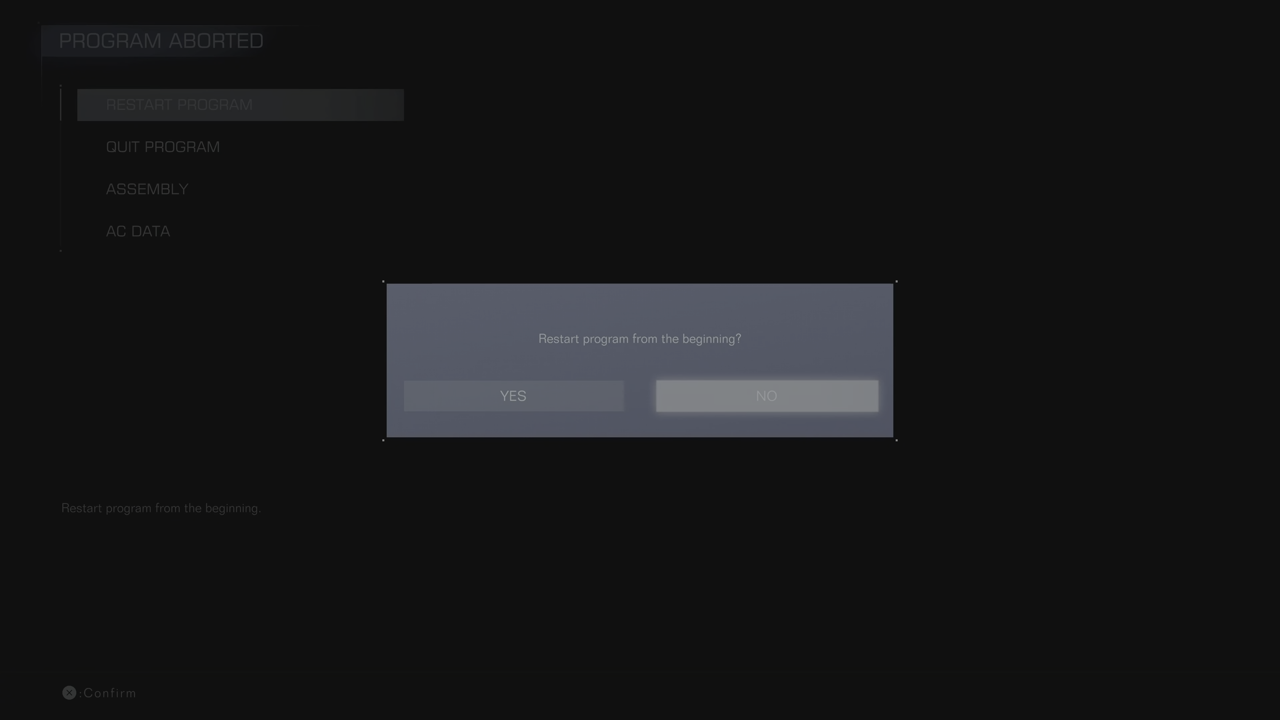 PROGRAM ABORTED
RESTART PROGRAM
QUIT PROGRAM
ASSEMBLY
AC DATA
Restart program from the beginning?
YES
NO
Restart program from the beginning.
:Confirm